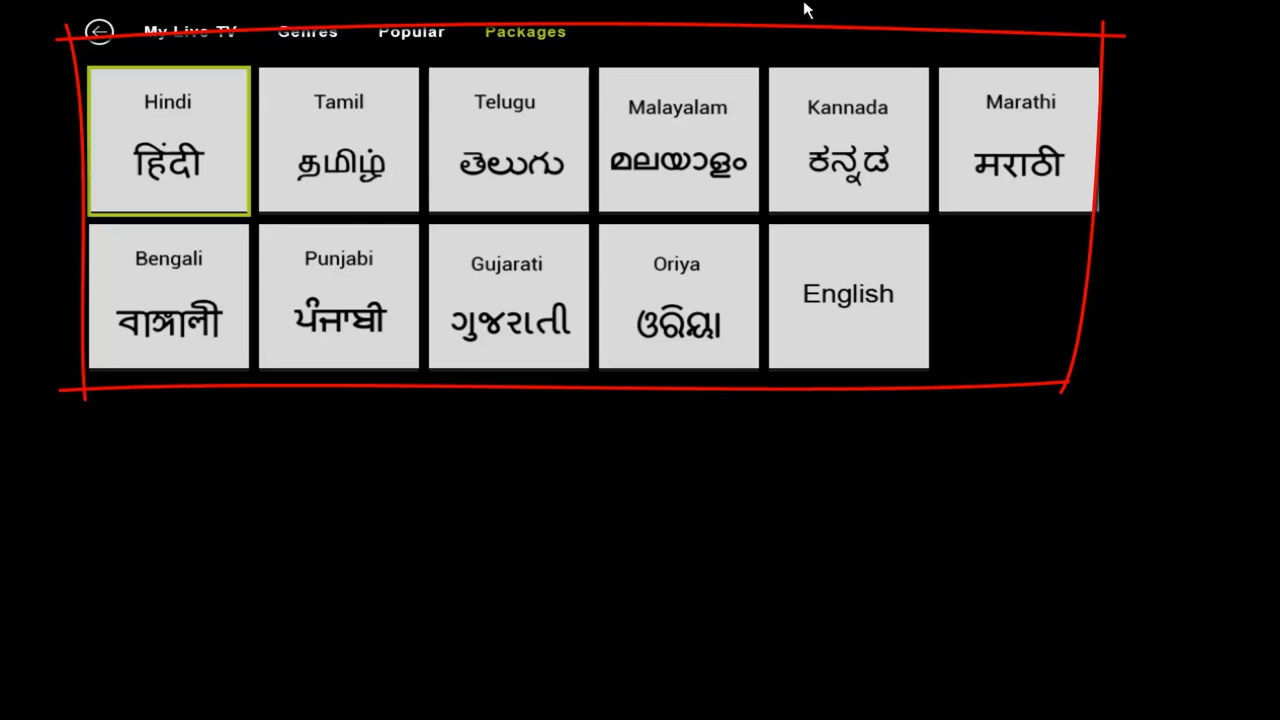 My Live TV Genres Popular Packages
Hindi Tamil Telugu Malayalam Kannada Marathi
हिंदी தமிழ் తెలుగు മലയാളം ಕನ್ನಡ मराठी
Bengali Punjabi Gujarati Oriya English
বাঙ্গালী ਪੰਜਾਬੀ ગુજરાતી ଓରିୟା